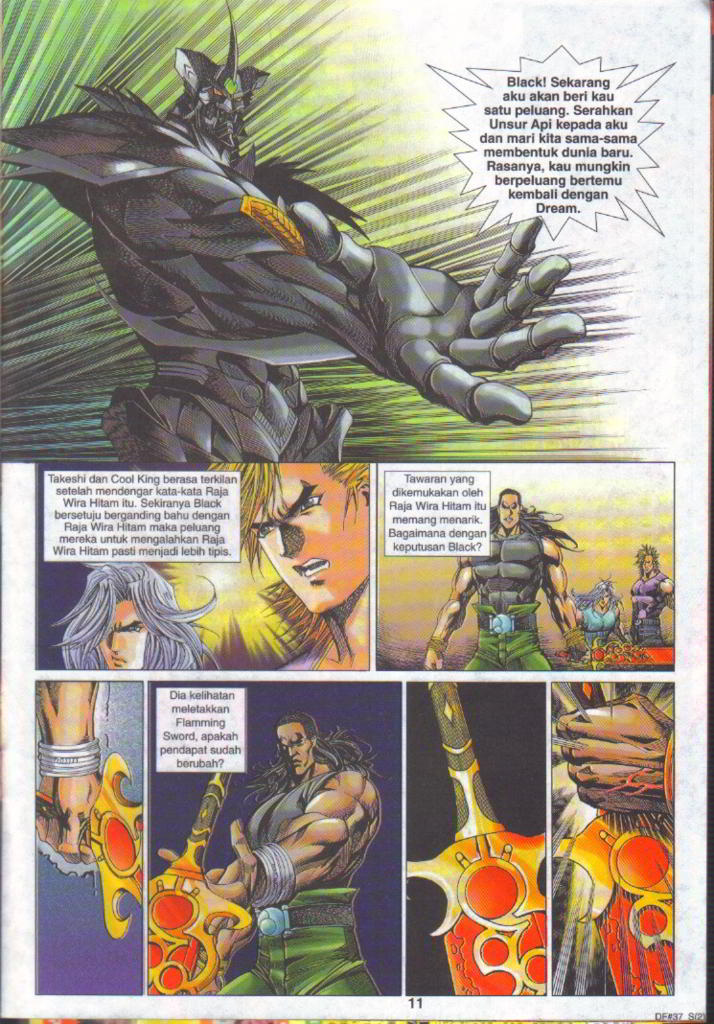 Black! Sekarang
aku akan beri kau
satu peluang. Serahkan
Unsur Api kepada aku
dan mari kita sama-sama
membentuk dunia baru.
Rasanya, kau mungkin
berpeluang bertemu
kembali dengan
Dream.
Takeshi dan Cool King berasa terkilan
setelah mendengar kata-kata Raja
Wira Hitam itu. Sekiranya Black
bersetuju berganding bahu dengan
Raja Wira Hitam maka peluang
mereka untuk mengalahkan Raja
Wira Hitam pasti menjadi lebih tipis.
Tawaran yang
dikemukakan oleh
Raja Wira Hitam itu
memang menarik.
Bagaimana dengan
keputusan Black?
Dia kelihatan
meletakkan
Flamming
Sword, apakah
pendapat sudah
berubah?
11
DF#37 S(2)